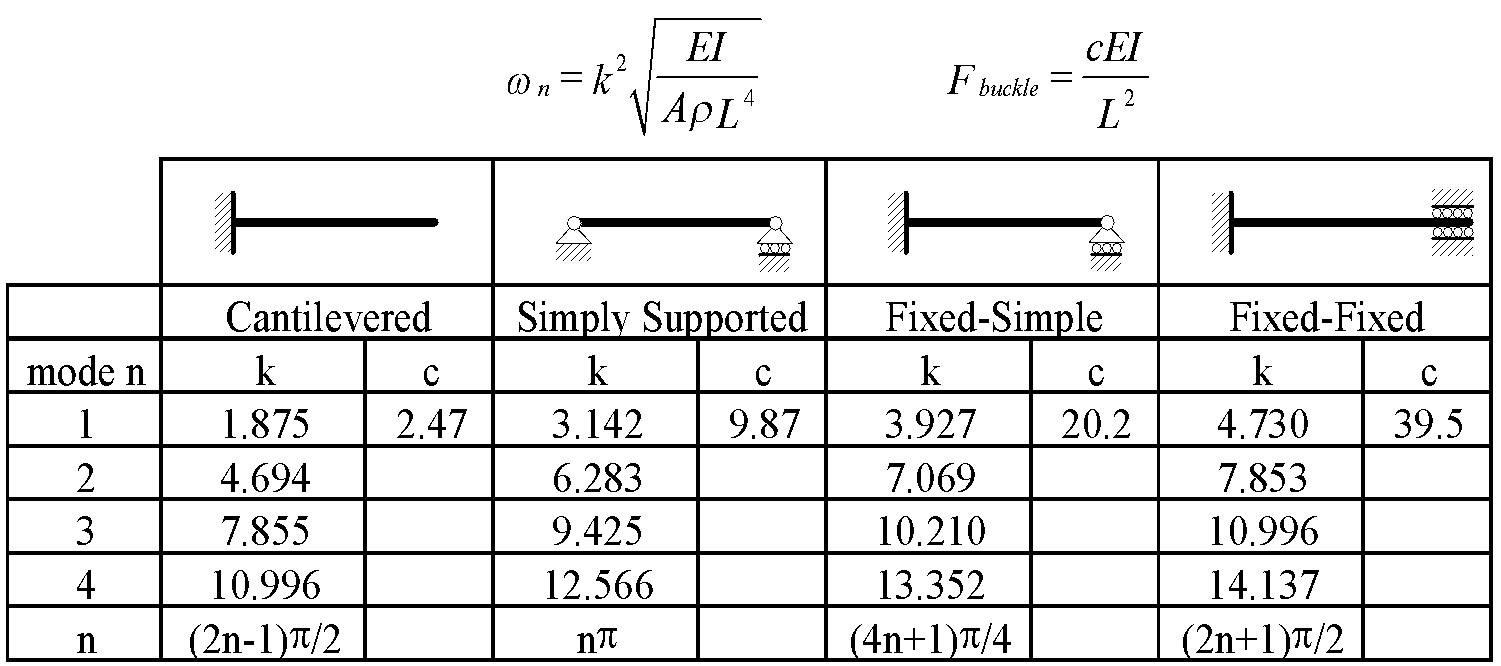 ω n = k² √(EI / AρL⁴) F buckle = cEI / L²
Cantilevered Simply Supported Fixed-Simple Fixed-Fixed
mode n k c k c k c k c
1 1.875 2.47 3.142 9.87 3.927 20.2 4.730 39.5
2 4.694 6.283 7.069 7.853
3 7.855 9.425 10.210 10.996
4 10.996 12.566 13.352 14.137
n (2n-1)π/2 nπ (4n+1)π/4 (2n+1)π/2